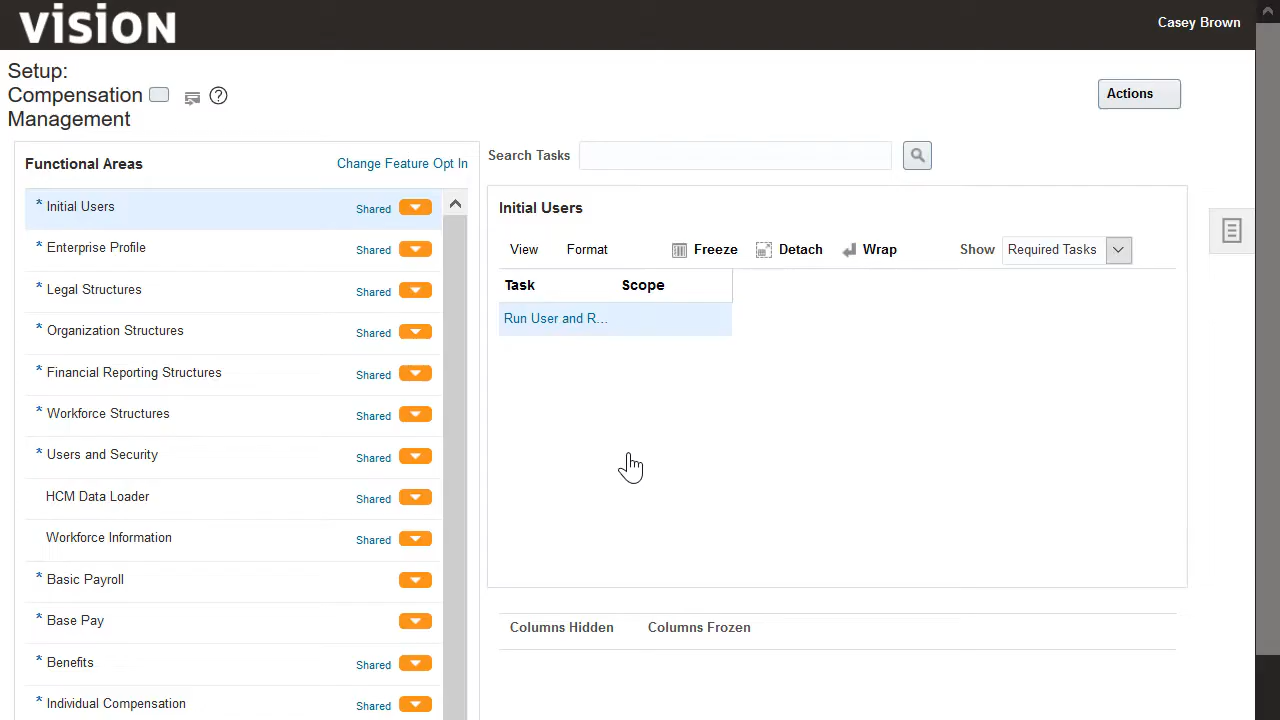 vision
Casey Brown
Setup:
Compensation
Management
Actions
Functional Areas
Change Feature Opt In
Search Tasks
* Initial Users Shared
* Enterprise Profile Shared
* Legal Structures Shared
* Organization Structures Shared
* Financial Reporting Structures Shared
* Workforce Structures Shared
* Users and Security Shared
HCM Data Loader Shared
Workforce Information Shared
* Basic Payroll
* Base Pay
* Benefits Shared
* Individual Compensation Shared
Initial Users
View Format Freeze Detach Wrap Show Required Tasks
Task Scope
Run User and R...
Columns Hidden Columns Frozen